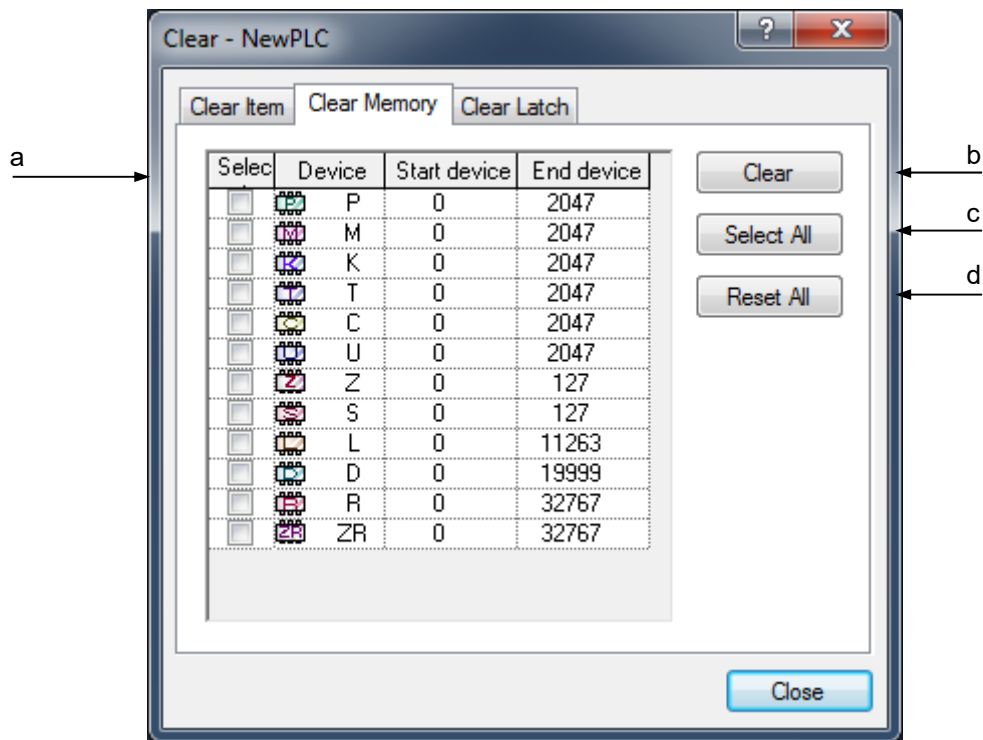 Clear - NewPLC
?
X
Clear Item Clear Memory Clear Latch
a
b
c
d
Selec Device Start device End device
P P 0 2047
M M 0 2047
K K 0 2047
T T 0 2047
C C 0 2047
U U 0 2047
Z Z 0 127
S S 0 127
L L 0 11263
D D 0 19999
R R 0 32767
ZR ZR 0 32767
Clear
Select All
Reset All
Close